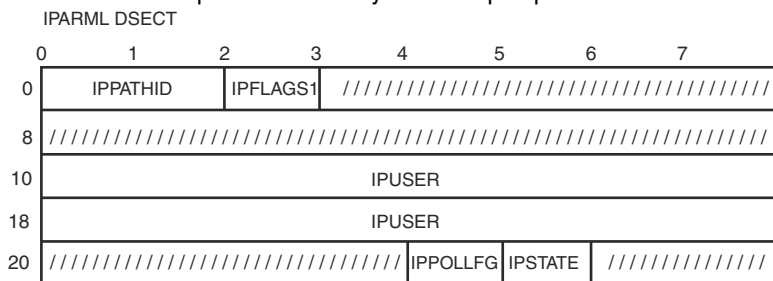 IPARML DSECT
0 1 2 3 4 5 6 7
0 IPPATHID IPFLAGS1 ////////////////////////////////////////
8 ////////////////////////////////////////////////////////////////////
10 IPUSER
18 IPUSER
20 ///////////////////////////////// IPPOLLFG IPSTATE ///////////////